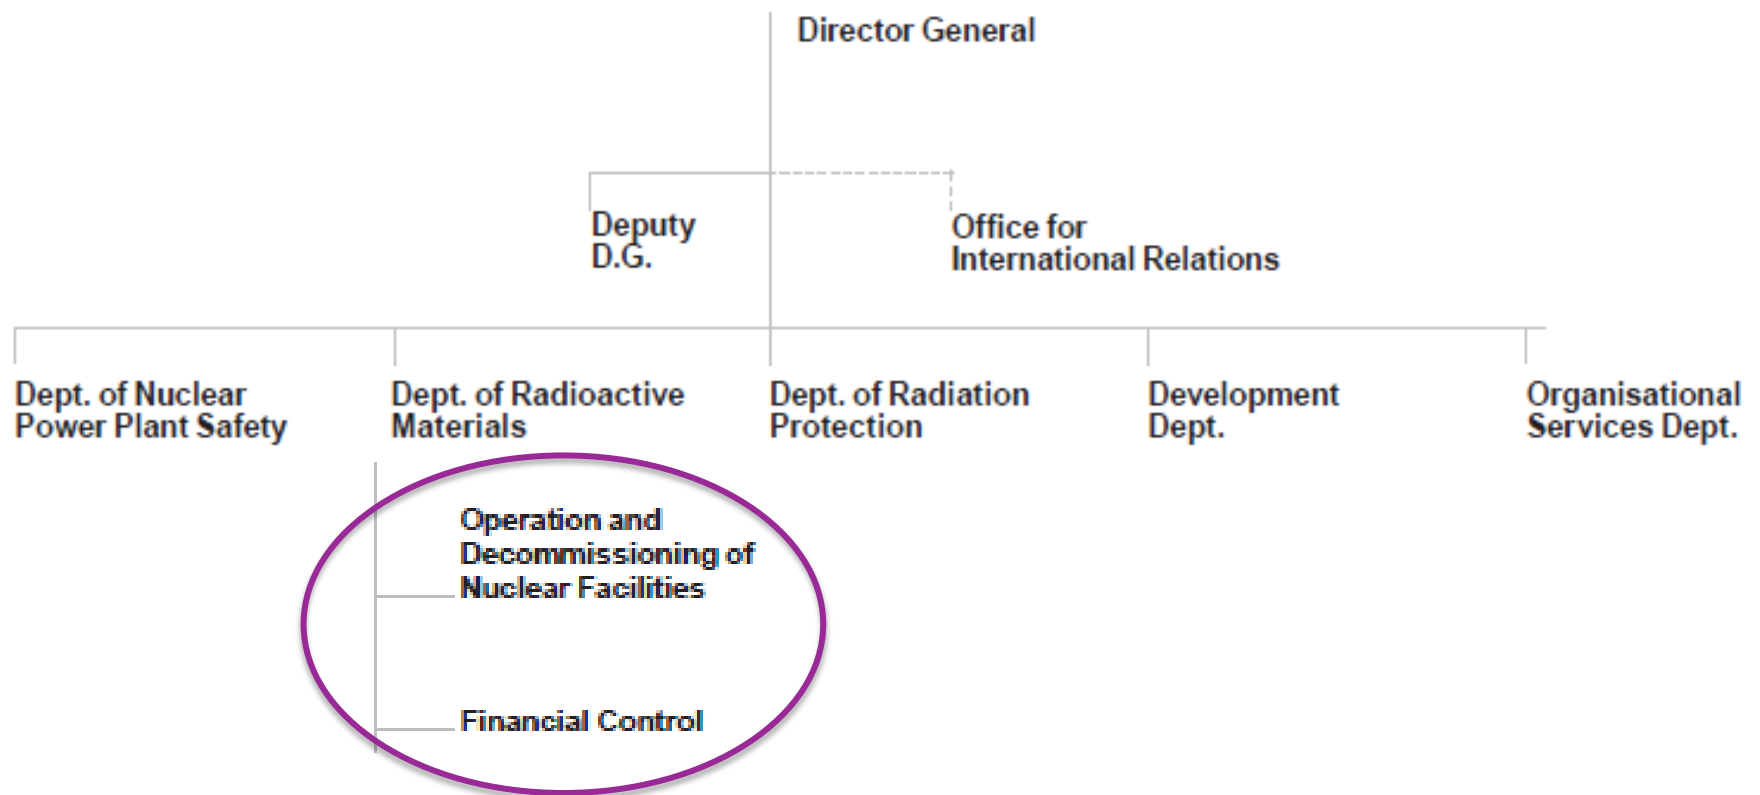 Director General
Deputy
D.G.
Office for
International Relations
Dept. of Nuclear
Power Plant Safety
Dept. of Radioactive
Materials
Dept. of Radiation
Protection
Development
Dept.
Organisational
Services Dept.
Operation and
Decommissioning of
Nuclear Facilities
Financial Control